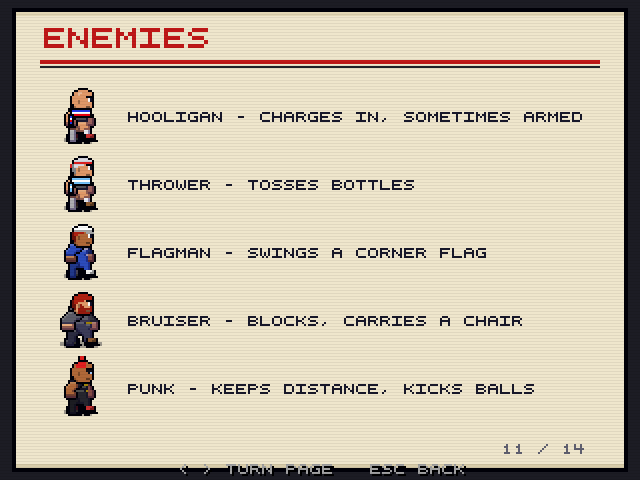 ENEMIES
HOOLIGAN - CHARGES IN, SOMETIMES ARMED
THROWER - TOSSES BOTTLES
FLAGMAN - SWINGS A CORNER FLAG
BRUISER - BLOCKS, CARRIES A CHAIR
PUNK - KEEPS DISTANCE, KICKS BALLS
11 / 14
< > TURN PAGE ESC BACK